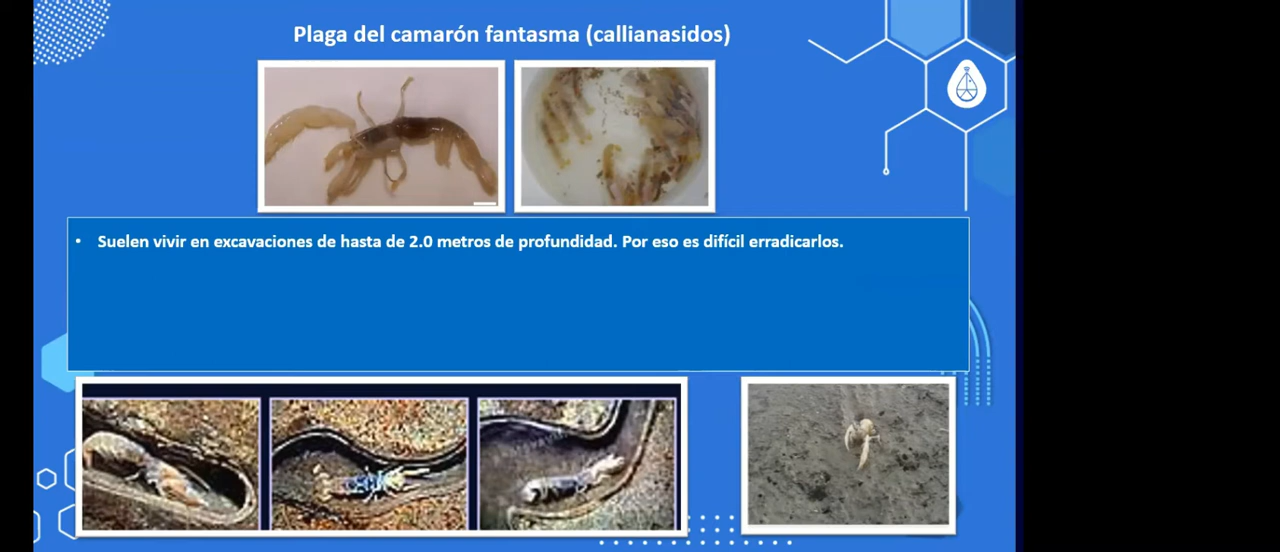 Plaga del camarón fantasma (callianasidos)
• Suelen vivir en excavaciones de hasta de 2.0 metros de profundidad. Por eso es difícil erradicarlos.